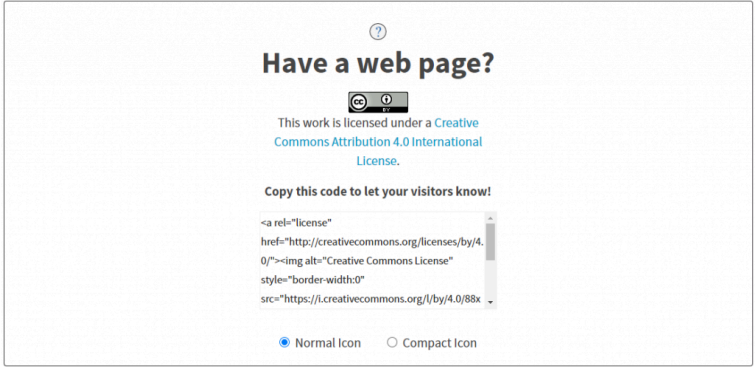 ?
Have a web page?
cc
BY
This work is licensed under a Creative
Commons Attribution 4.0 International
License.
Copy this code to let your visitors know!
<a rel="license"
href="http://creativecommons.org/licenses/by/4.
0/"><img alt="Creative Commons License"
style="border-width:0"
src="https://i.creativecommons.org/l/by/4.0/88x
Normal Icon Compact Icon